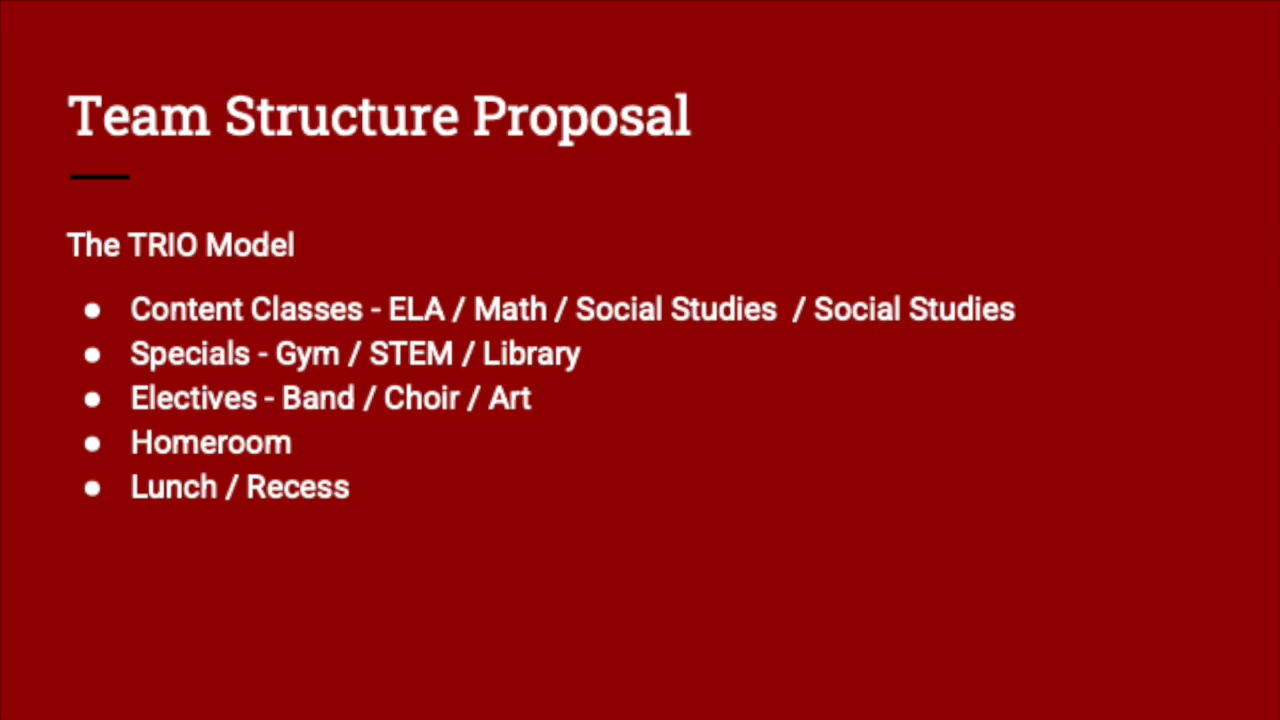 Team Structure Proposal
The TRIO Model
● Content Classes - ELA / Math / Social Studies  / Social Studies
● Specials - Gym / STEM / Library
● Electives - Band / Choir / Art
● Homeroom
● Lunch / Recess